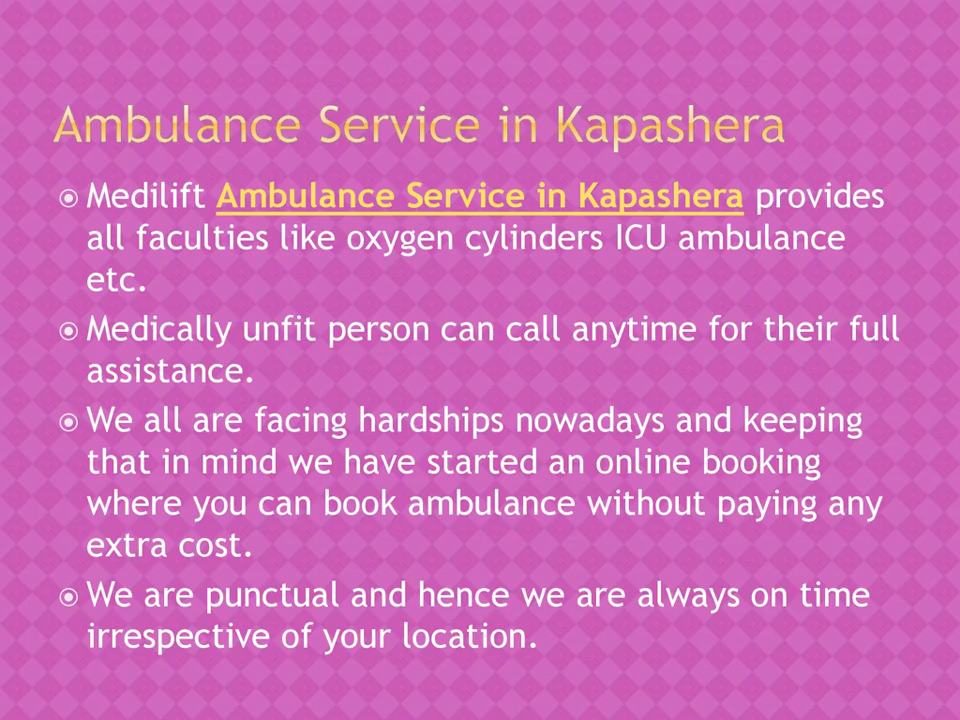 Ambulance Service in Kapashera
Medilift Ambulance Service in Kapashera provides
all faculties like oxygen cylinders ICU ambulance
etc.
Medically unfit person can call anytime for their full
assistance.
We all are facing hardships nowadays and keeping
that in mind we have started an online booking
where you can book ambulance without paying any
extra cost.
We are punctual and hence we are always on time
irrespective of your location.